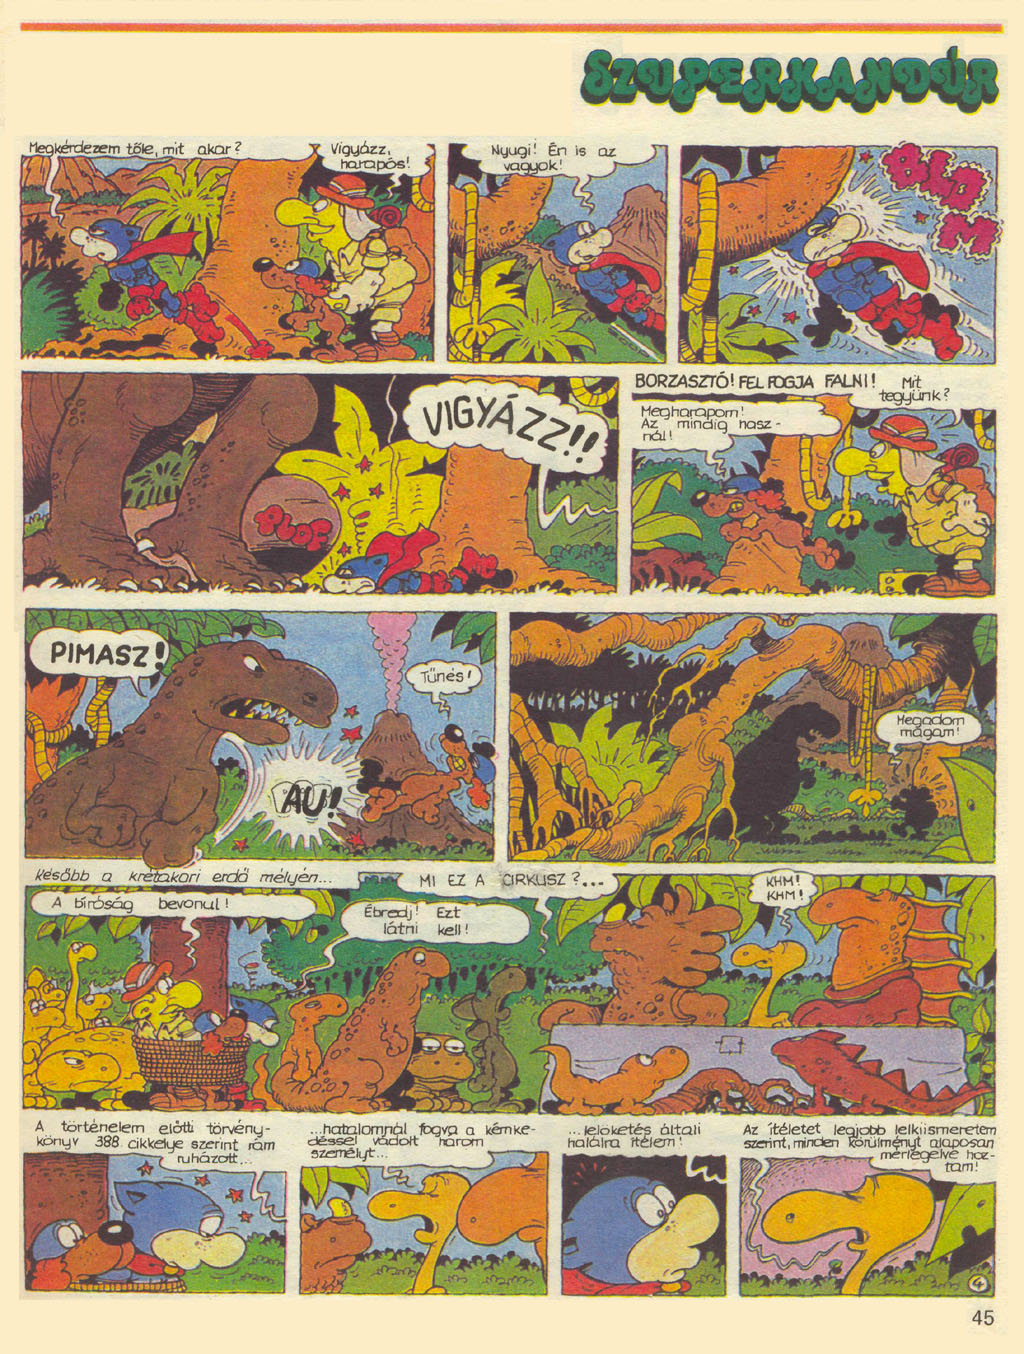 SZUPERKANDÚR
Megkérdezem tőle, mit akar?
Vigyázz,
harapós!
Nyugi! Én is az
vagyok!
BLO
M
VIGYÁZZ!!
PLOF
BORZASZTÓ! FEL FOGJA FALNI!
Mit
tegyünk?
Megharapom!
Az mindig hasz-
nál!
PIMASZ!
AU!
Tűnés!
Megadom
magam!
később a krétakori erdő mélyén...
A bíróság bevonul!
MI EZ A CIRKUSZ?...
Ébredj! Ezt
látni kell!
KHM!
KHM!
A történelem előtti törvény-
könyv 388. cikkelye szerint rám
ruházott...
...hatalomnál fogva a kémke-
déssel vádolt három
személyt...
...lelöketés általi
halálra ítélem!
Az ítéletet legjobb lelkiismeretem
szerint, minden körülményt alaposan
mérlegelve hoz-
tam!
4
45